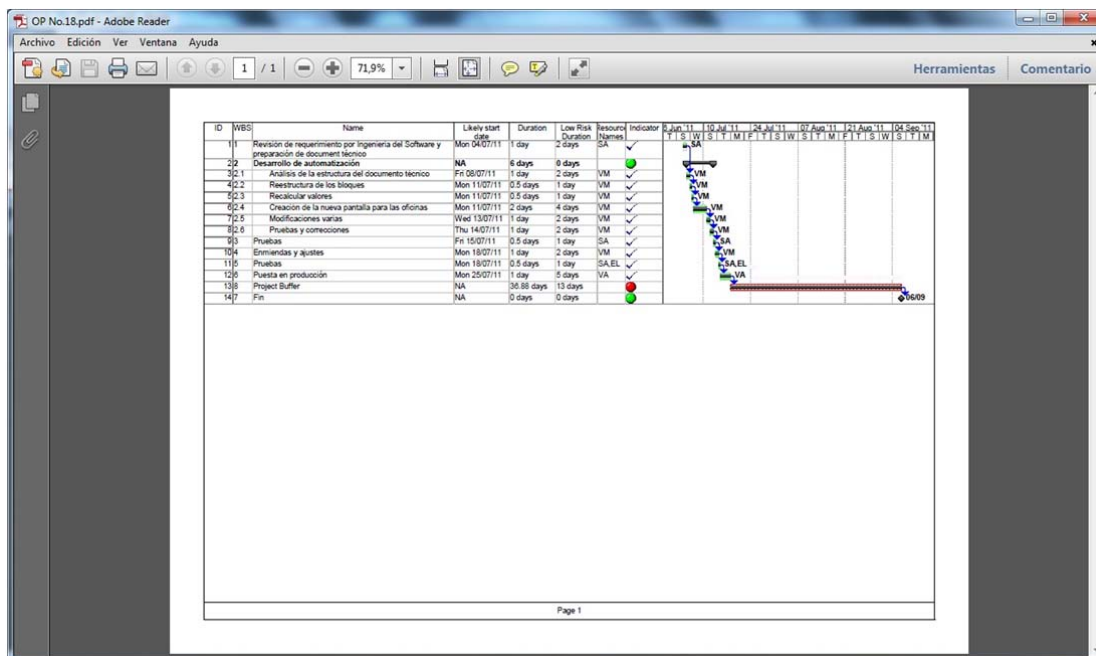 OP No.18.pdf - Adobe Reader
Archivo Edición Ver Ventana Ayuda
1 / 1 71,9% Herramientas Comentario
ID WBS Name Likely start date Duration Low Risk Duration Resource Names Indicator Jun '11 10 Jul '11 24 Jul '11 07 Aug '11 21 Aug '11 04 Sep '11
T S W S T M F T S W S T M F T S W S T M
1 1 Revisión de requerimiento por Ingenieria del Software y preparación de document técnico Mon 04/07/11 1 day 2 days SA SA
2 2 Desarrollo de automatización NA 6 days 0 days
3 2.1 Análisis de la estructura del documento técnico Fri 08/07/11 1 day 2 days VM VM
4 2.2 Reestructura de los bloques Mon 11/07/11 0.5 days 1 day VM VM
5 2.3 Recalcular valores Mon 11/07/11 0.5 days 1 day VM VM
6 2.4 Creación de la nueva pantalla para las oficinas Mon 11/07/11 2 days 4 days VM VM
7 2.5 Modificaciones varias Wed 13/07/11 1 day 2 days VM VM
8 2.6 Pruebas y correcciones Thu 14/07/11 1 day 2 days VM VM
9 3 Pruebas Fri 15/07/11 0.5 days 1 day SA SA
10 4 Enmiendas y ajustes Mon 18/07/11 1 day 2 days VM VM
11 5 Pruebas Mon 18/07/11 0.5 days 1 day SA,EL SA,EL
12 6 Puesta en producción Mon 25/07/11 1 day 5 days VA VA
13 8 Project Buffer NA 36.88 days 13 days
14 7 Fin NA 0 days 0 days 06/09
Page 1